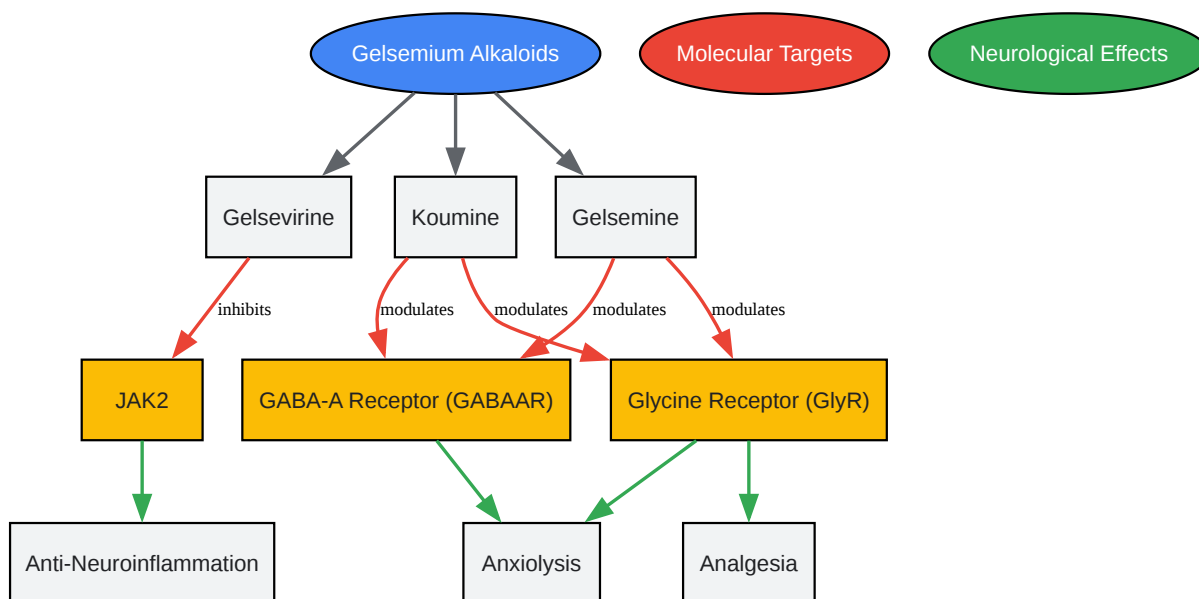 Gelsemium Alkaloids
Molecular Targets
Neurological Effects
Gelsevirine
Koumine
Gelsemine
inhibits
modulates
modulates
modulates
modulates
JAK2
GABA-A Receptor (GABAAR)
Glycine Receptor (GlyR)
Anti-Neuroinflammation
Anxiolysis
Analgesia